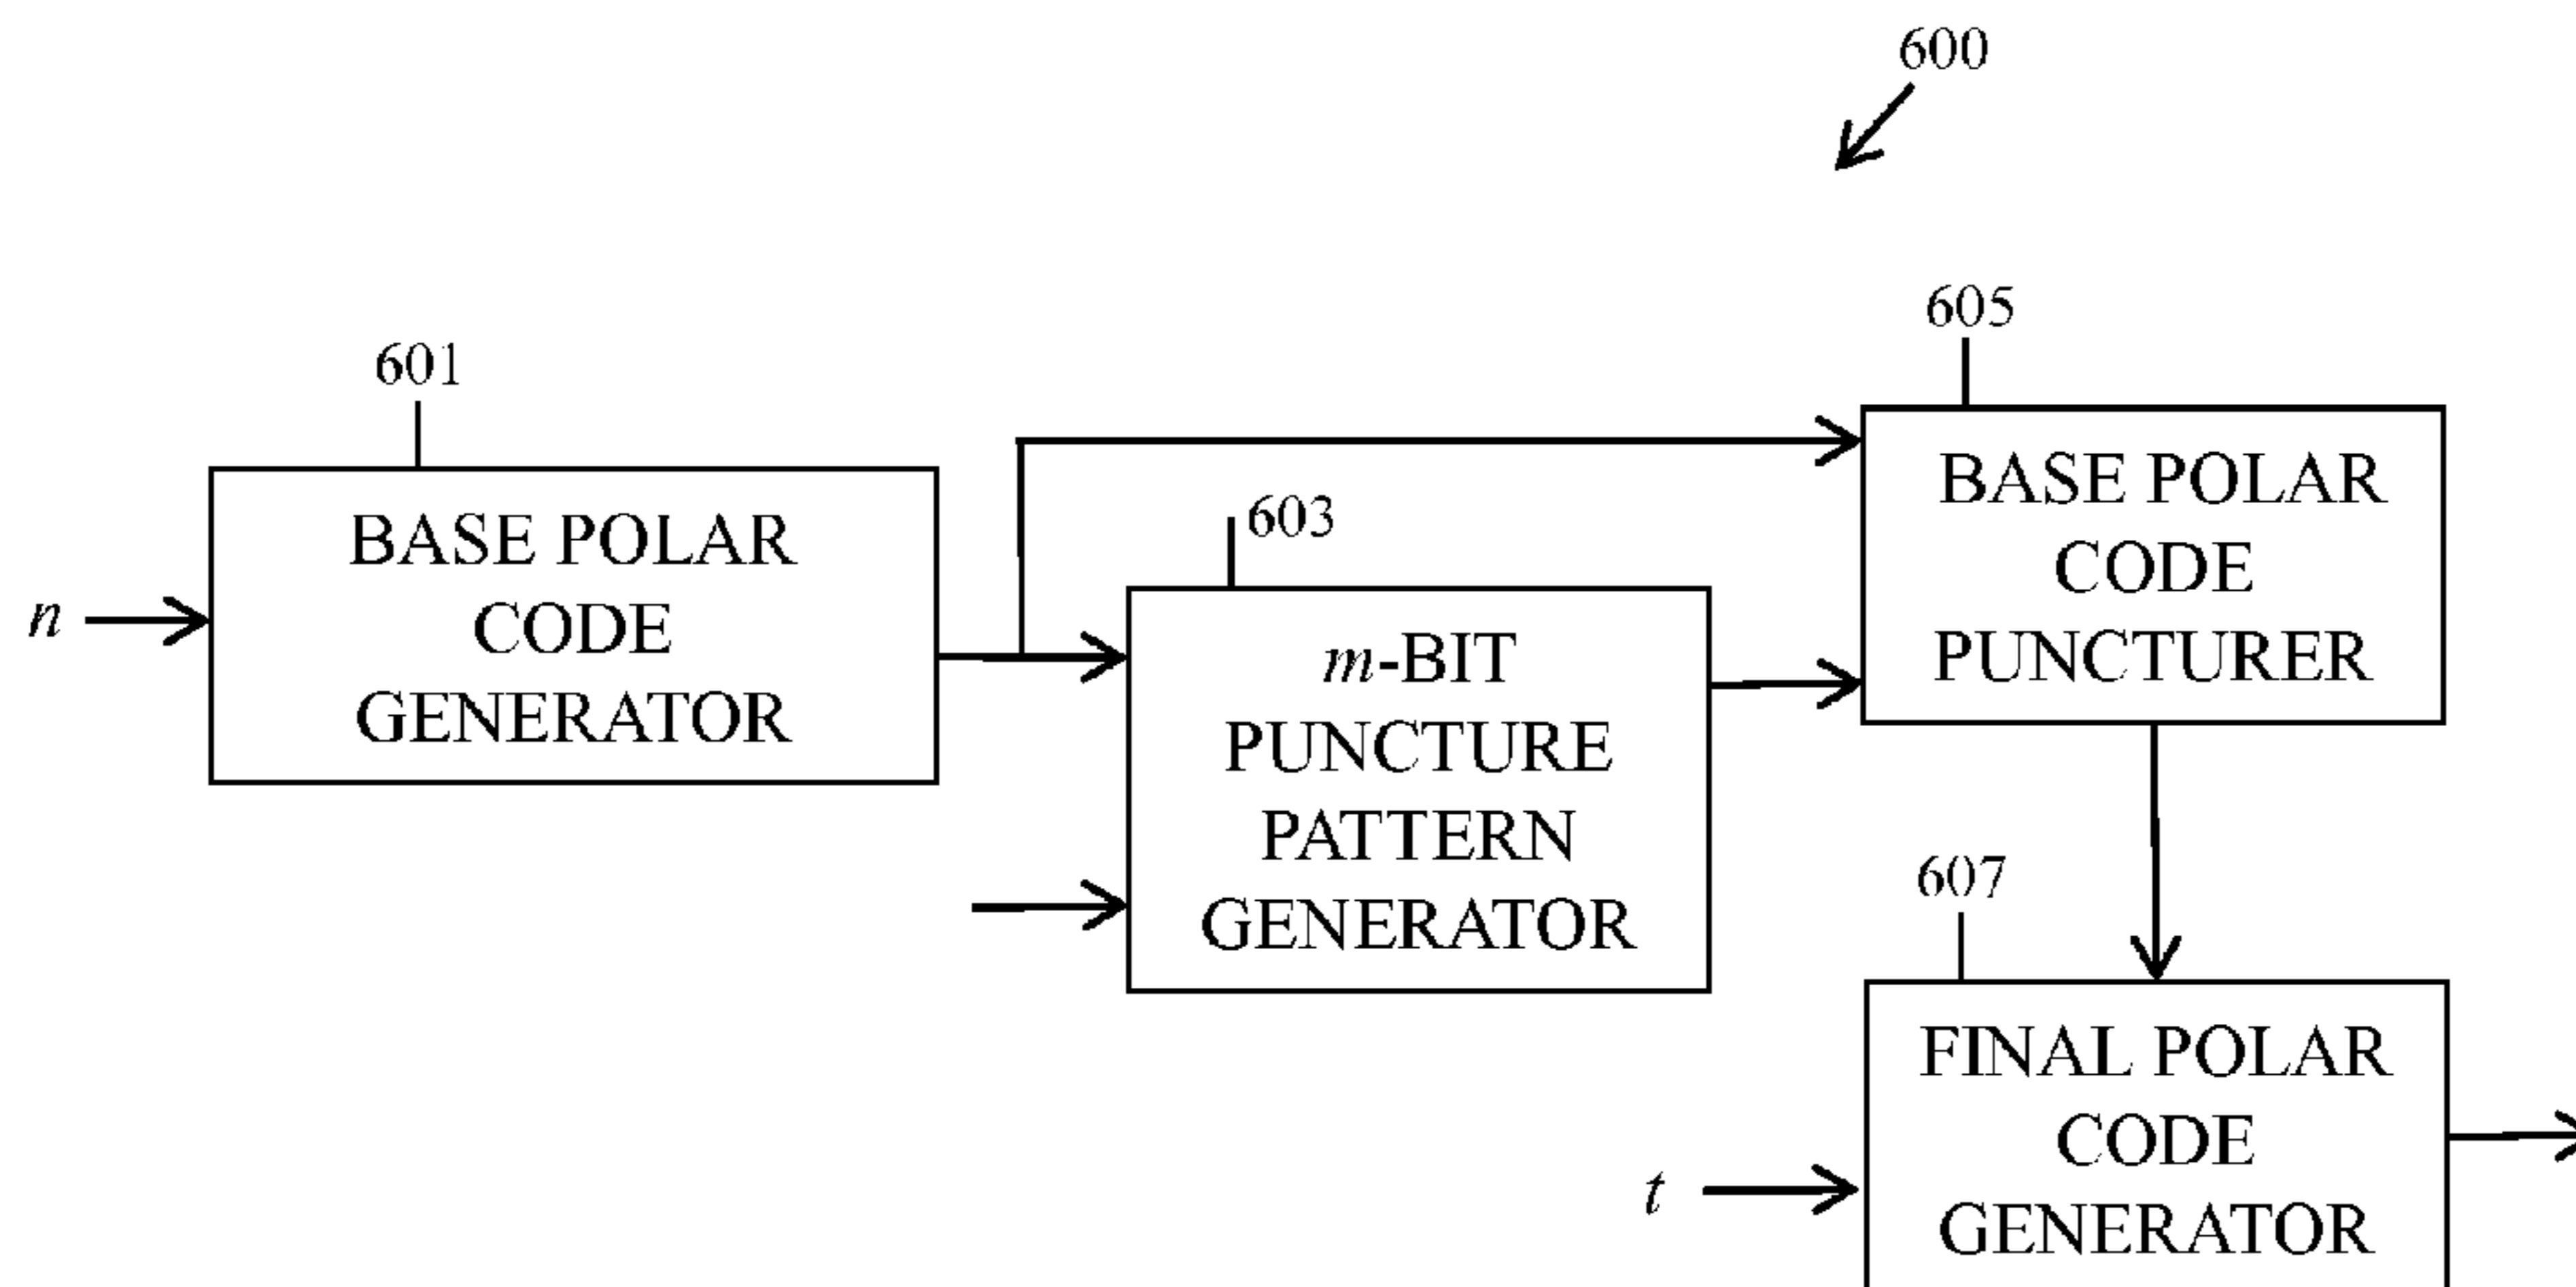 600
601
BASE POLAR
CODE
GENERATOR
n
603
m-BIT
PUNCTURE
PATTERN
GENERATOR
605
BASE POLAR
CODE
PUNCTURER
607
FINAL POLAR
CODE
GENERATOR
t